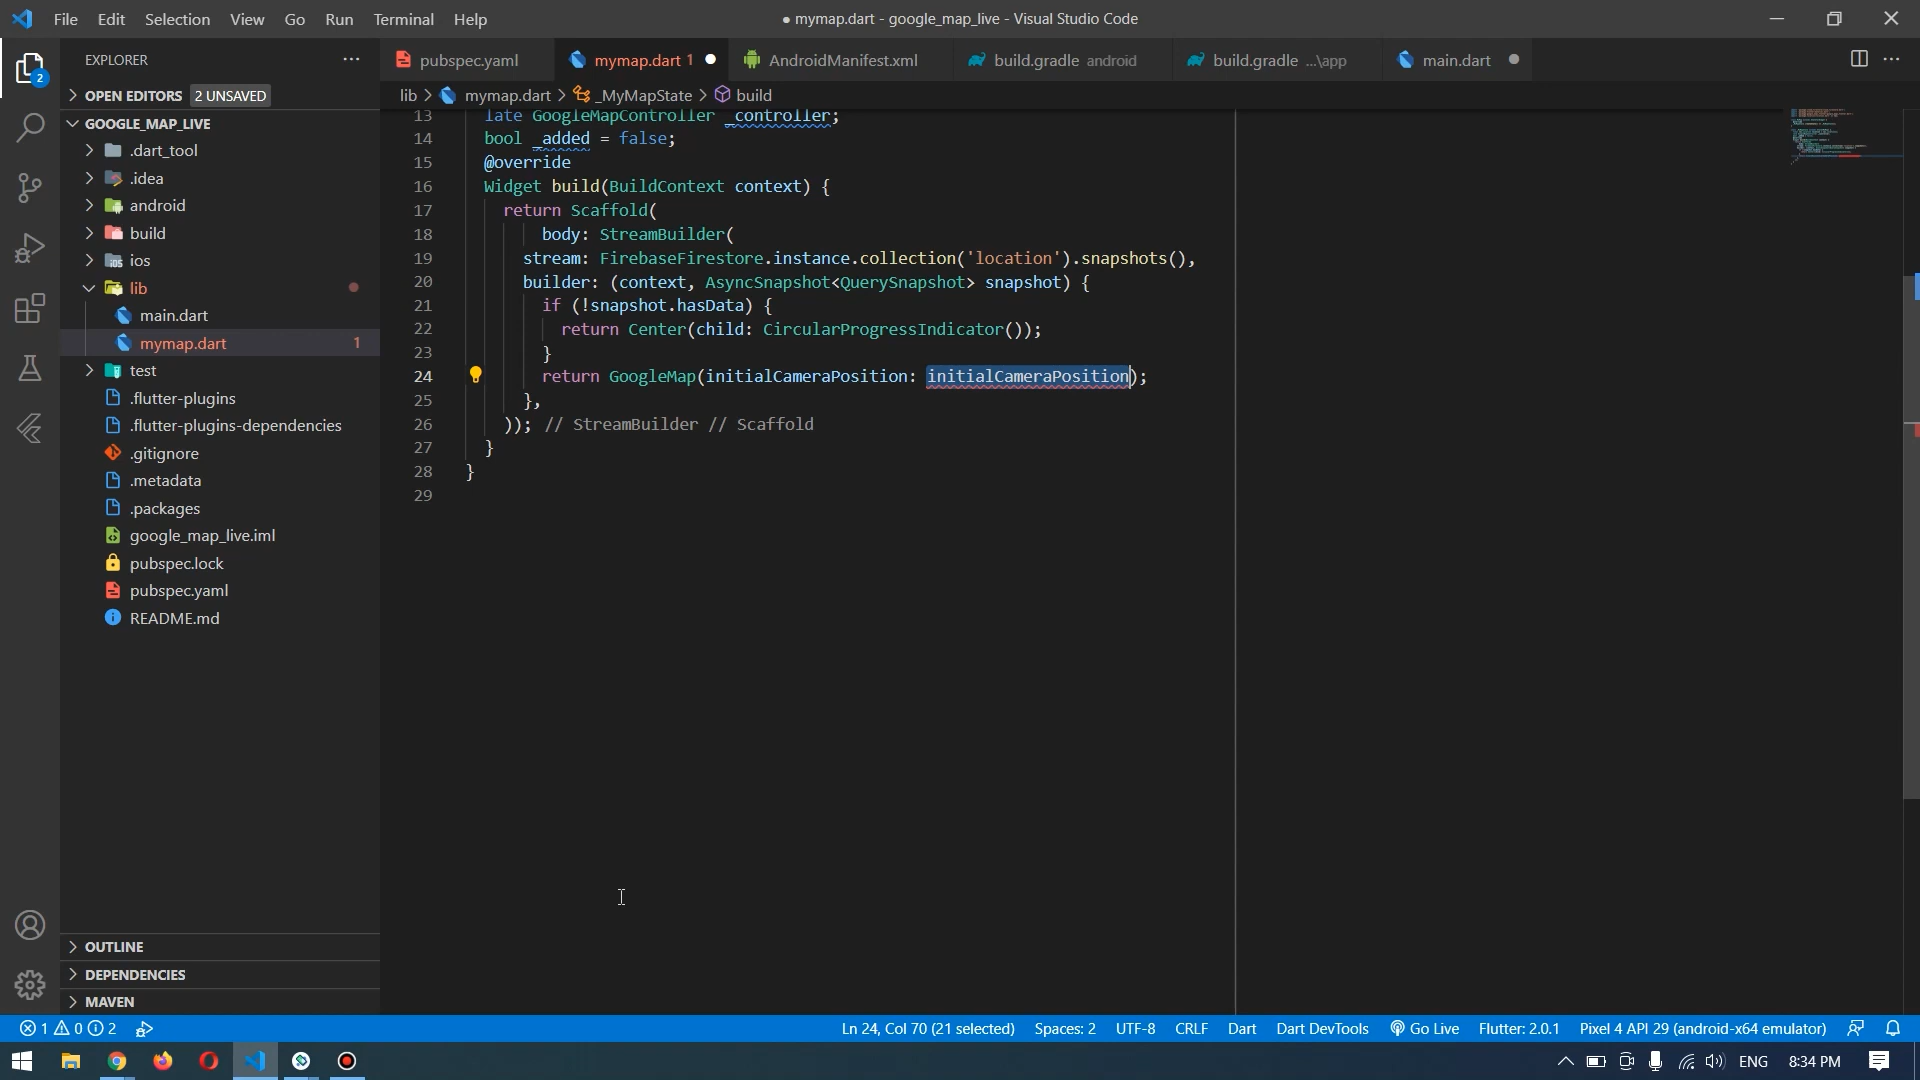 File Edit Selection View Go Run Terminal Help
● mymap.dart - google_map_live - Visual Studio Code
EXPLORER
pubspec.yaml
mymap.dart 1
AndroidManifest.xml
build.gradle android
build.gradle ...\app
main.dart
OPEN EDITORS 2 UNSAVED
lib > mymap.dart > _MyMapState > build
GOOGLE_MAP_LIVE
.dart_tool
.idea
android
build
ios
lib
main.dart
mymap.dart 1
test
.flutter-plugins
.flutter-plugins-dependencies
.gitignore
.metadata
.packages
google_map_live.iml
pubspec.lock
pubspec.yaml
README.md
OUTLINE
DEPENDENCIES
MAVEN
2
13 late GoogleMapController _controller;
14 bool _added = false;
15 @override
16 Widget build(BuildContext context) {
17 return Scaffold(
18 body: StreamBuilder(
19 stream: FirebaseFirestore.instance.collection('location').snapshots(),
20 builder: (context, AsyncSnapshot<QuerySnapshot> snapshot) {
21 if (!snapshot.hasData) {
22 return Center(child: CircularProgressIndicator());
23 }
24 return GoogleMap(initialCameraPosition: initialCameraPosition);
25 },
26 )); // StreamBuilder // Scaffold
27 }
28 }
29
1 0 2
Ln 24, Col 70 (21 selected) Spaces: 2 UTF-8 CRLF Dart Dart DevTools Go Live Flutter: 2.0.1 Pixel 4 API 29 (android-x64 emulator)
ENG 8:34 PM